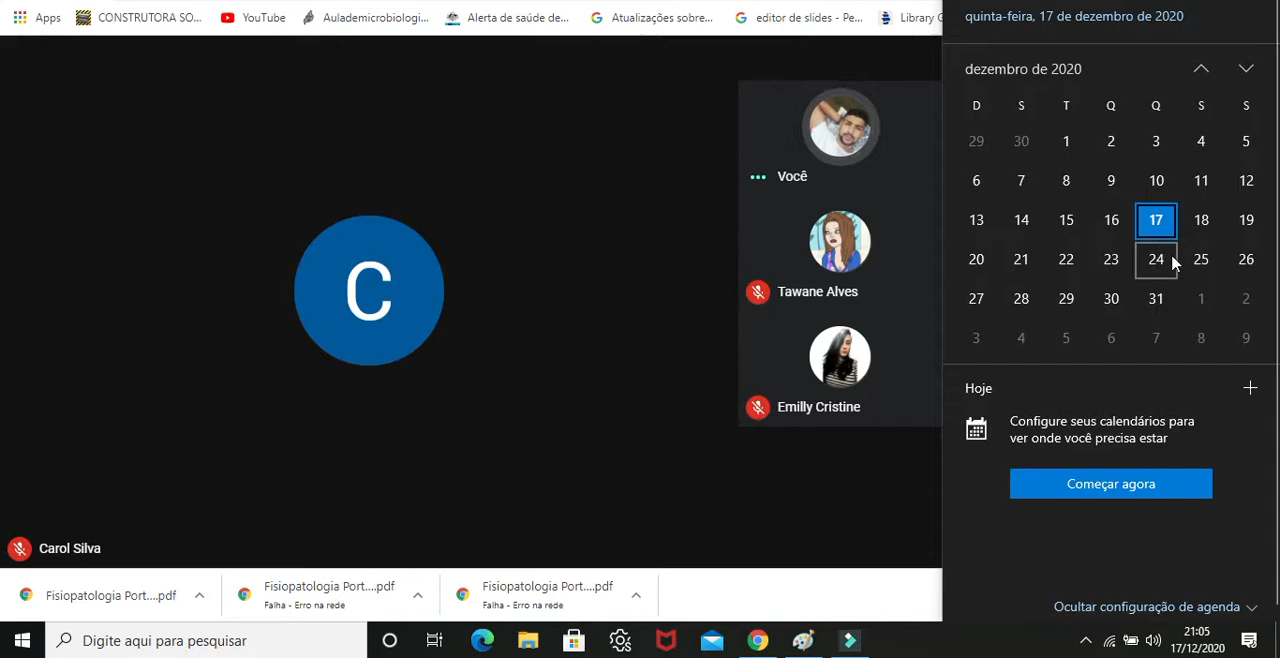 Apps CONSTRUTORA SO... YouTube Aulademicrobiologi... Alerta de saúde de... Atualizações sobre... editor de slides - Pe... Library G
quinta-feira, 17 de dezembro de 2020
dezembro de 2020
D S T Q Q S S
29 30 1 2 3 4 5
6 7 8 9 10 11 12
13 14 15 16 17 18 19
20 21 22 23 24 25 26
27 28 29 30 31 1 2
3 4 5 6 7 8 9
C
Você
Tawane Alves
Emilly Cristine
Carol Silva
Hoje
Configure seus calendários para
ver onde você precisa estar
Começar agora
Ocultar configuração de agenda
Fisiopatologia Port....pdf
Fisiopatologia Port....pdf
Falha - Erro na rede
Fisiopatologia Port....pdf
Falha - Erro na rede
Digite aqui para pesquisar
21:05
17/12/2020